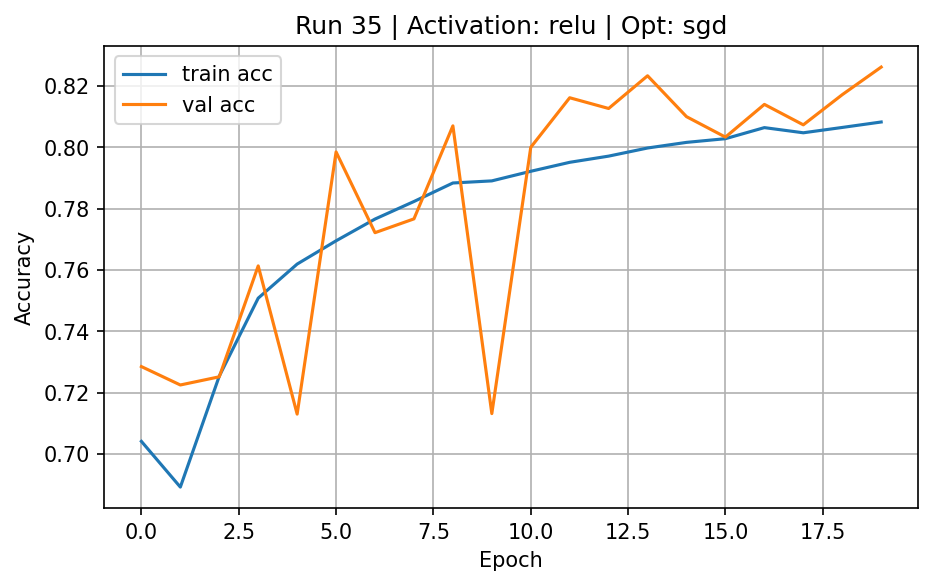 Run 35 | Activation: relu | Opt: sgd
train acc
val acc
Accuracy
0.82
0.80
0.78
0.76
0.74
0.72
0.70
0.0 2.5 5.0 7.5 10.0 12.5 15.0 17.5
Epoch